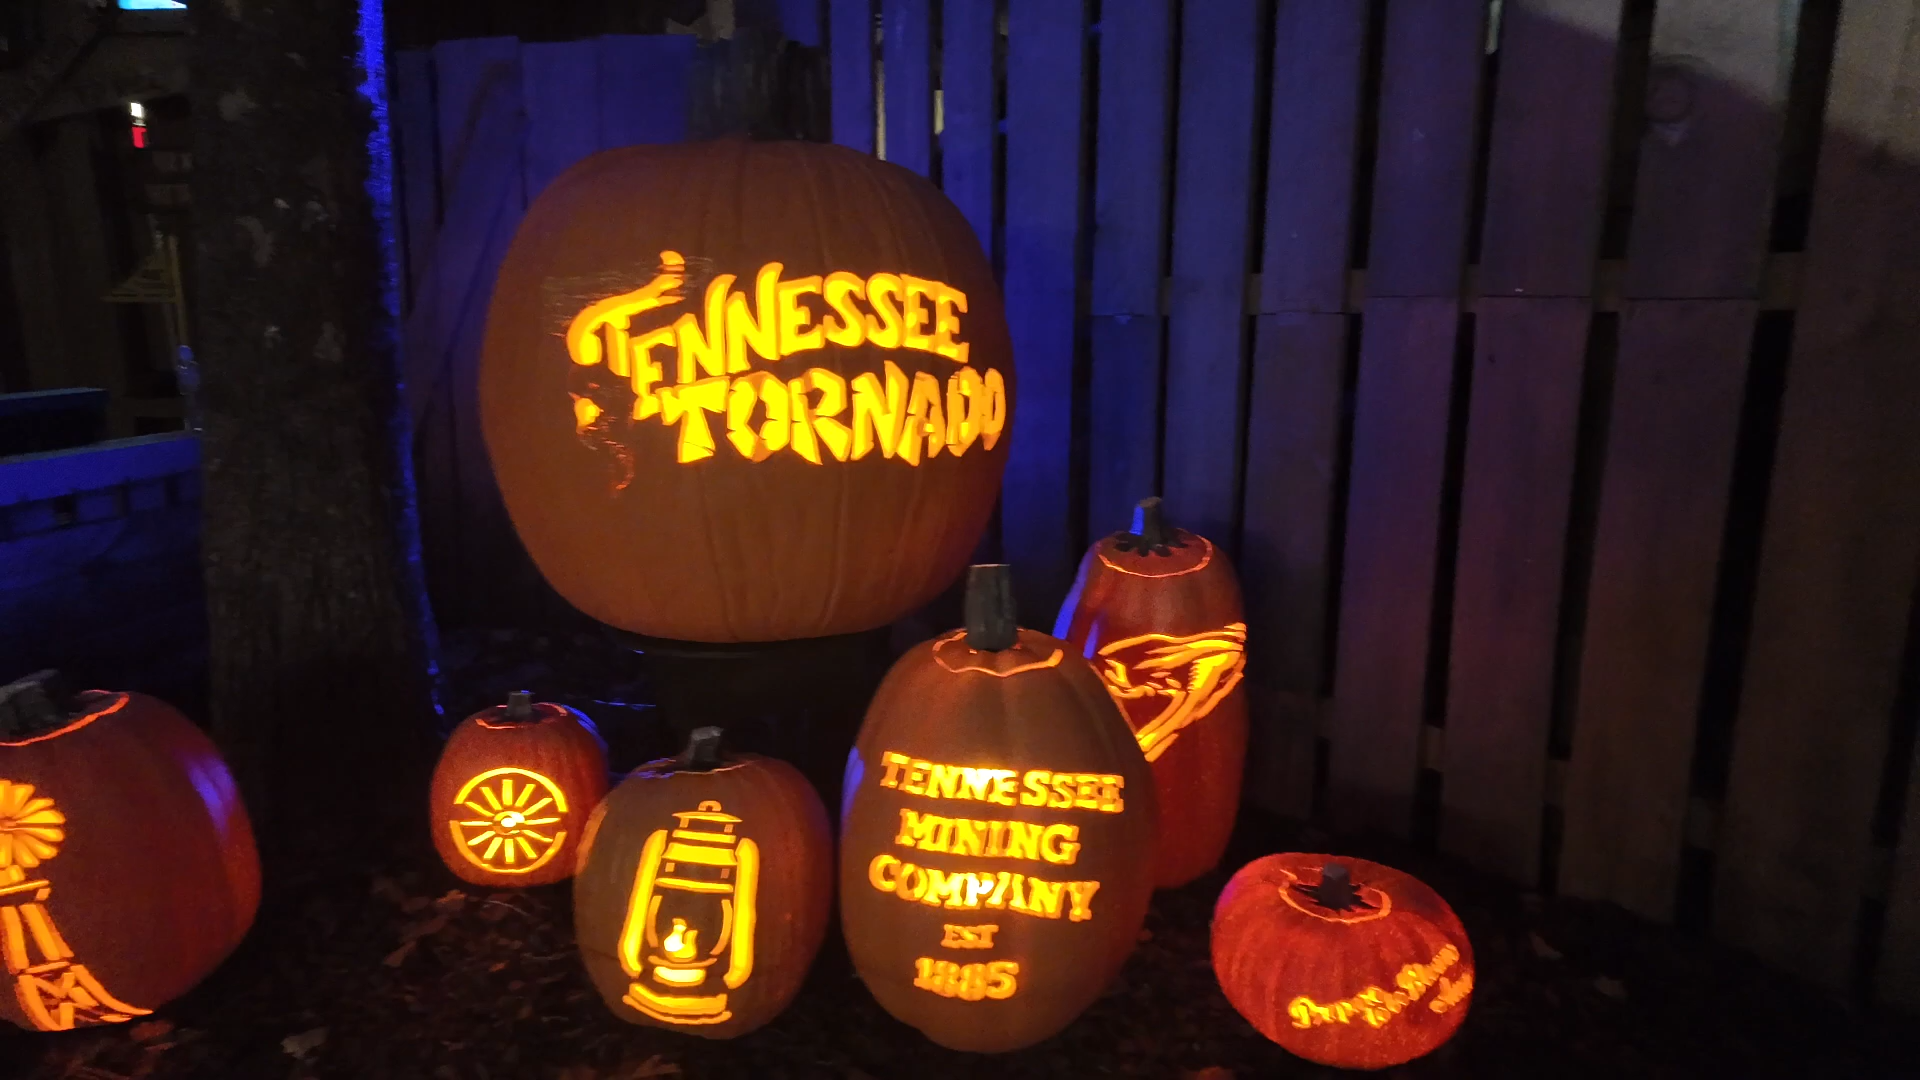 TENNESSEE
TORNADO
TENNESSEE
MINING
COMPANY
EST
1885